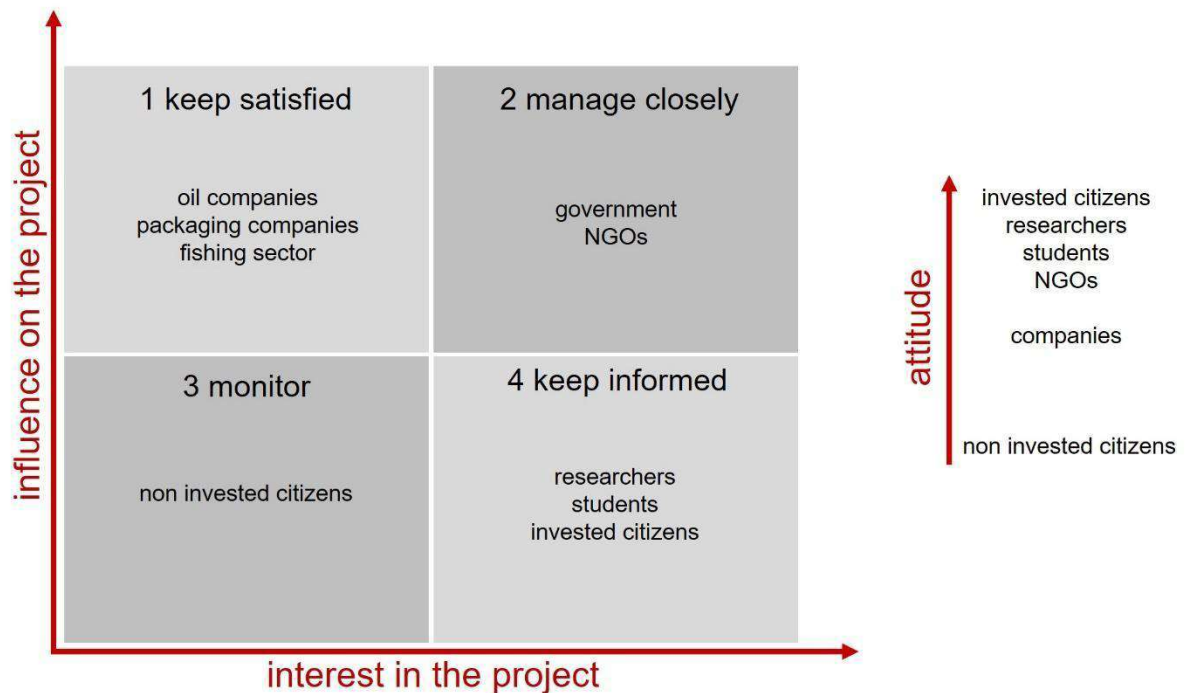 influence on the project
1 keep satisfied
oil companies
packaging companies
fishing sector
2 manage closely
government
NGOs
3 monitor
non invested citizens
4 keep informed
researchers
students
invested citizens
interest in the project
attitude
invested citizens
researchers
students
NGOs
companies
non invested citizens